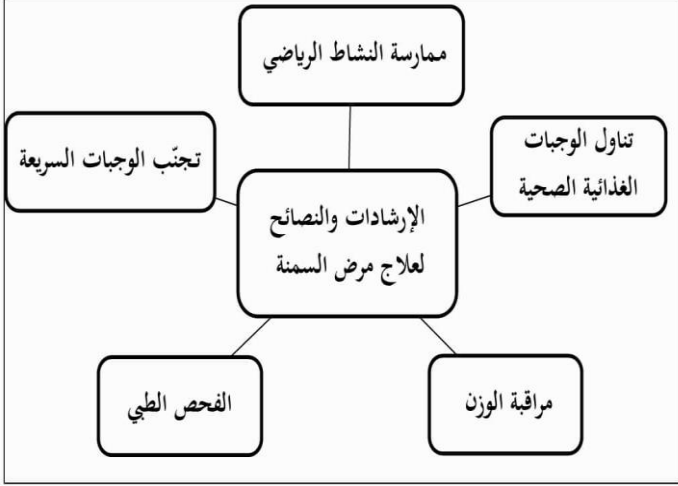 ممارسة النشاط الرياضي
تناول الوجبات
الغذائية الصحية
تجنّب الوجبات السريعة
الإرشادات والنصائح
لعلاج مرض السمنة
مراقبة الوزن
الفحص الطبي